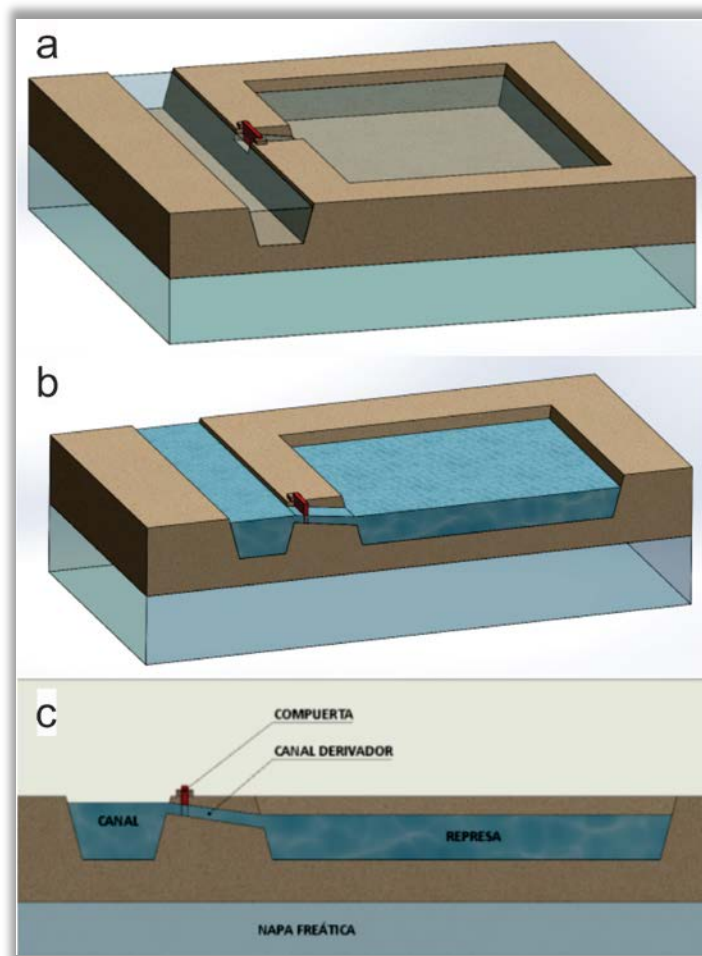 a
b
c
COMPUERTA
CANAL DERIVADOR
CANAL
REPRESA
NAPA FREÁTICA